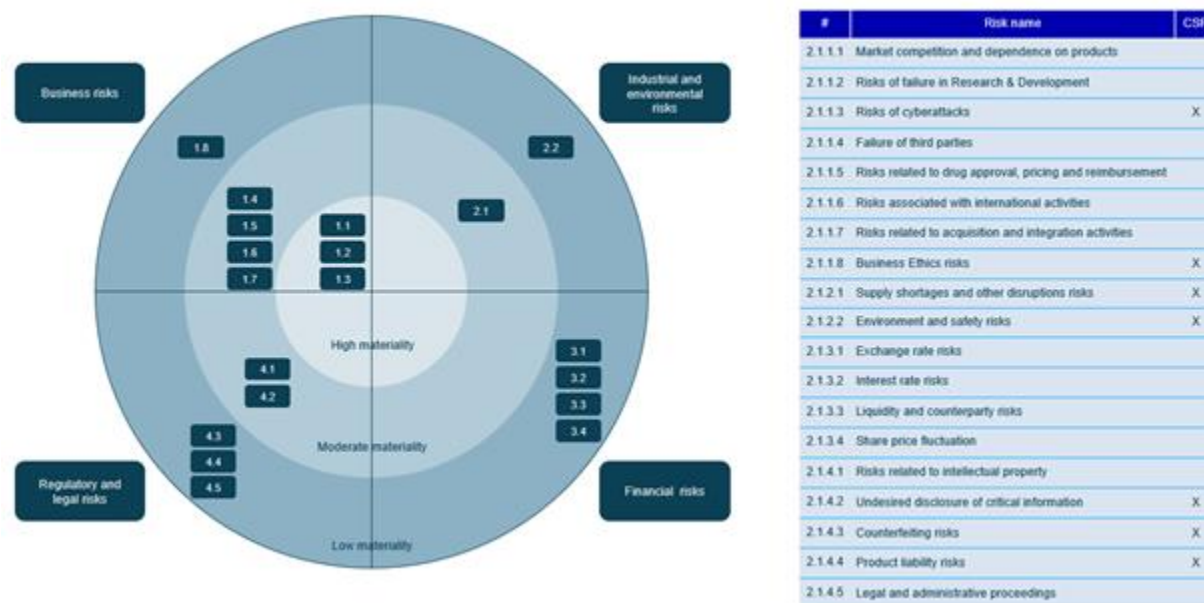 Business risks
Industrial and
environmental
risks
1.8
2.2
1.4
1.5
1.6
1.7
1.1
1.2
1.3
2.1
High materiality
4.1
4.2
3.1
3.2
3.3
3.4
4.3
4.4
4.5
Moderate materiality
Regulatory and
legal risks
Financial risks
Low materiality
# Risk name CSR
2.1.1.1 Market competition and dependence on products
2.1.1.2 Risks of failure in Research & Development
2.1.1.3 Risks of cyberattacks X
2.1.1.4 Failure of third parties
2.1.1.5 Risks related to drug approval, pricing and reimbursement
2.1.1.6 Risks associated with international activities
2.1.1.7 Risks related to acquisition and integration activities
2.1.1.8 Business Ethics risks X
2.1.2.1 Supply shortages and other disruptions risks X
2.1.2.2 Environment and safety risks X
2.1.3.1 Exchange rate risks
2.1.3.2 Interest rate risks
2.1.3.3 Liquidity and counterparty risks
2.1.3.4 Share price fluctuation
2.1.4.1 Risks related to intellectual property
2.1.4.2 Undesired disclosure of critical information X
2.1.4.3 Counterfeiting risks X
2.1.4.4 Product liability risks X
2.1.4.5 Legal and administrative proceedings